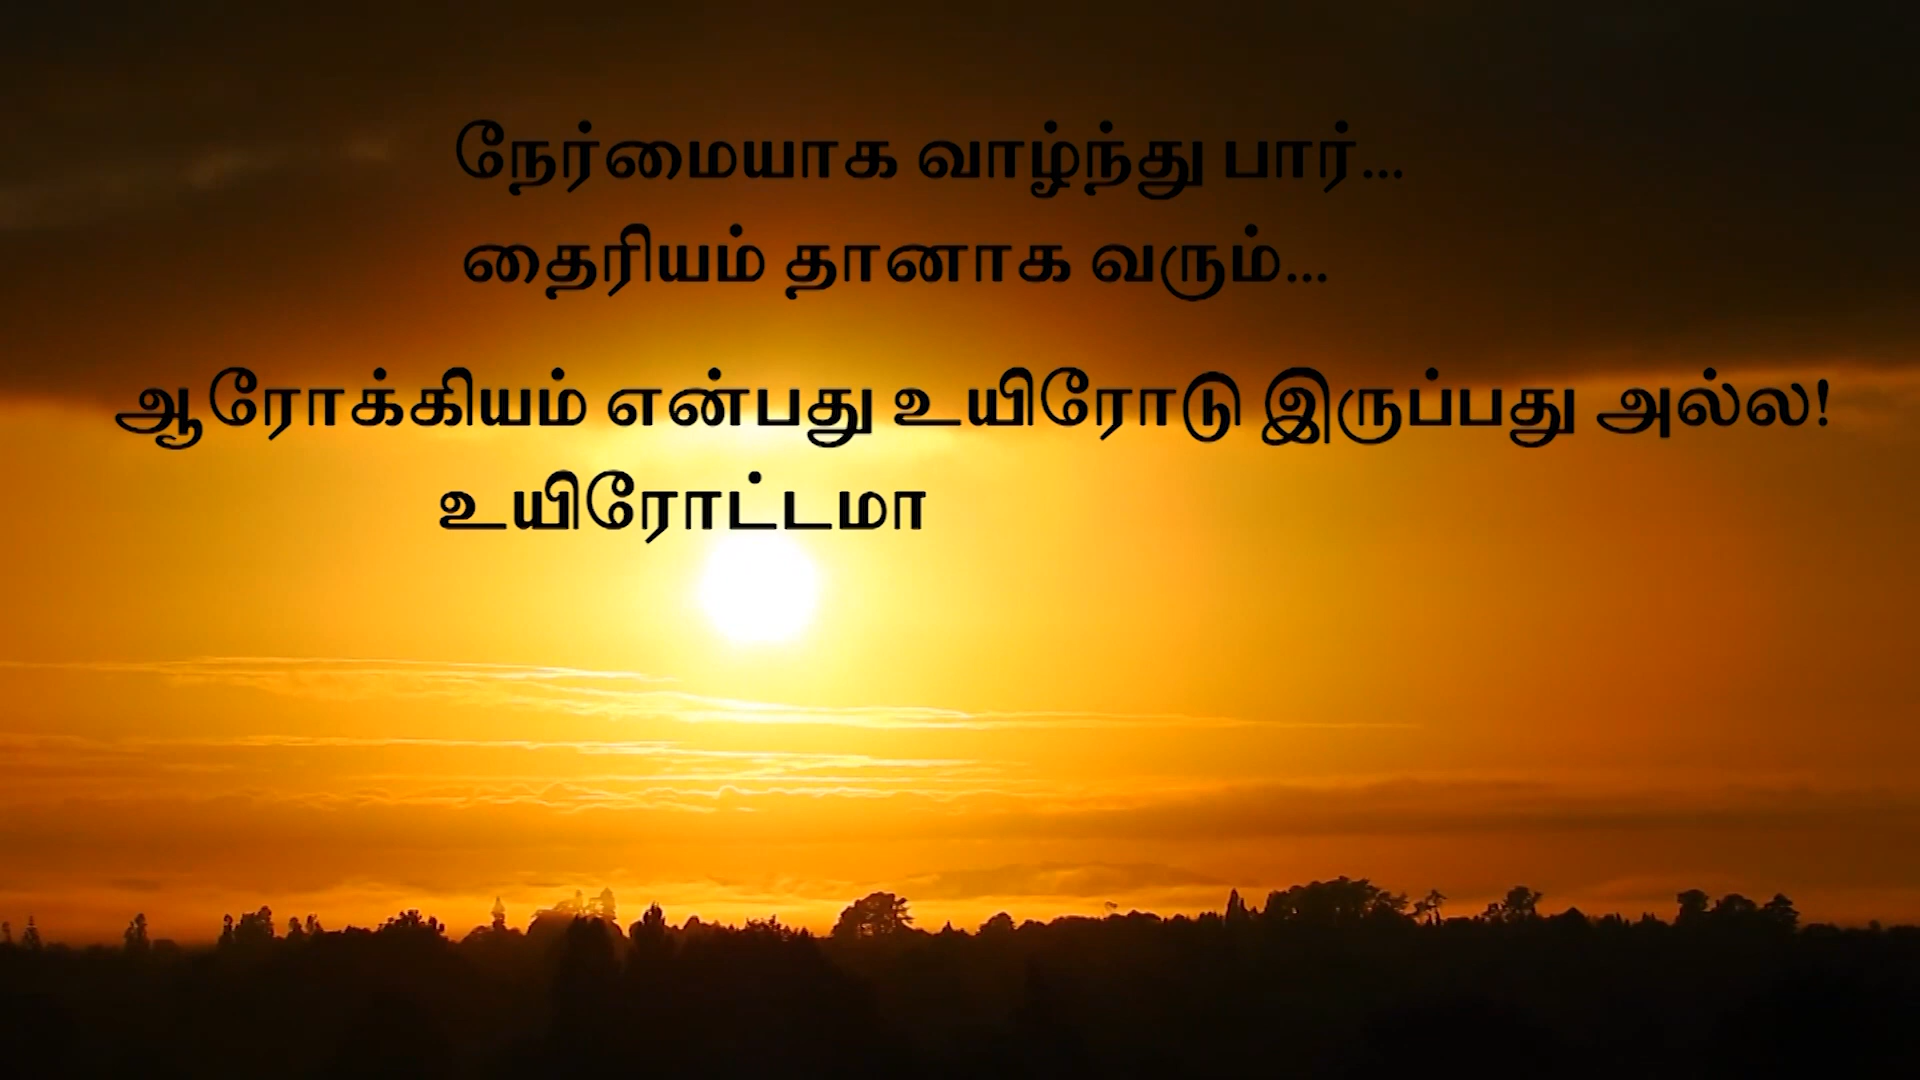 நேர்மையாக வாழ்ந்து பார்...
தைரியம் தானாக வரும்...
ஆரோக்கியம் என்பது உயிரோடு இருப்பது அல்ல!
உயிரோட்டமா